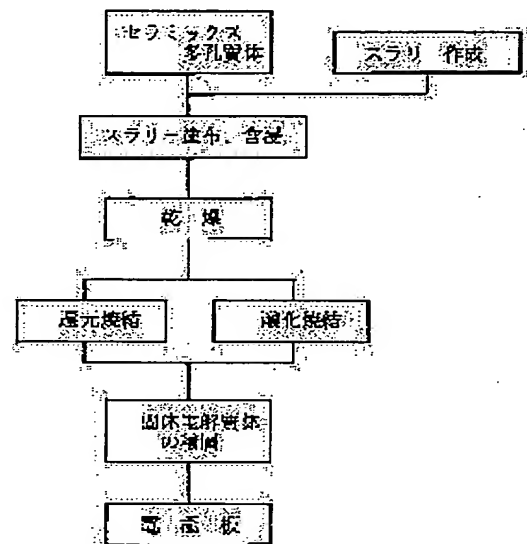 セラミックス
多孔質体
スラリー作成
スラリー塗布、含浸
乾燥
還元焼結
酸化焼結
固体電解質体
の積層
電極板